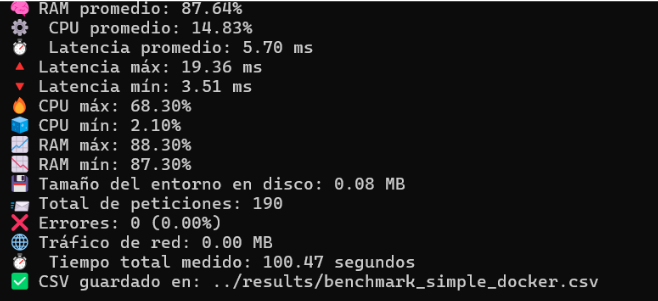 RAM promedio: 87.64%
CPU promedio: 14.83%
Latencia promedio: 5.70 ms
Latencia máx: 19.36 ms
Latencia mín: 3.51 ms
CPU máx: 68.30%
CPU mín: 2.10%
RAM máx: 88.30%
RAM mín: 87.30%
Tamaño del entorno en disco: 0.08 MB
Total de peticiones: 190
Errores: 0 (0.00%)
Tráfico de red: 0.00 MB
Tiempo total medido: 100.47 segundos
CSV guardado en: ../results/benchmark_simple_docker.csv